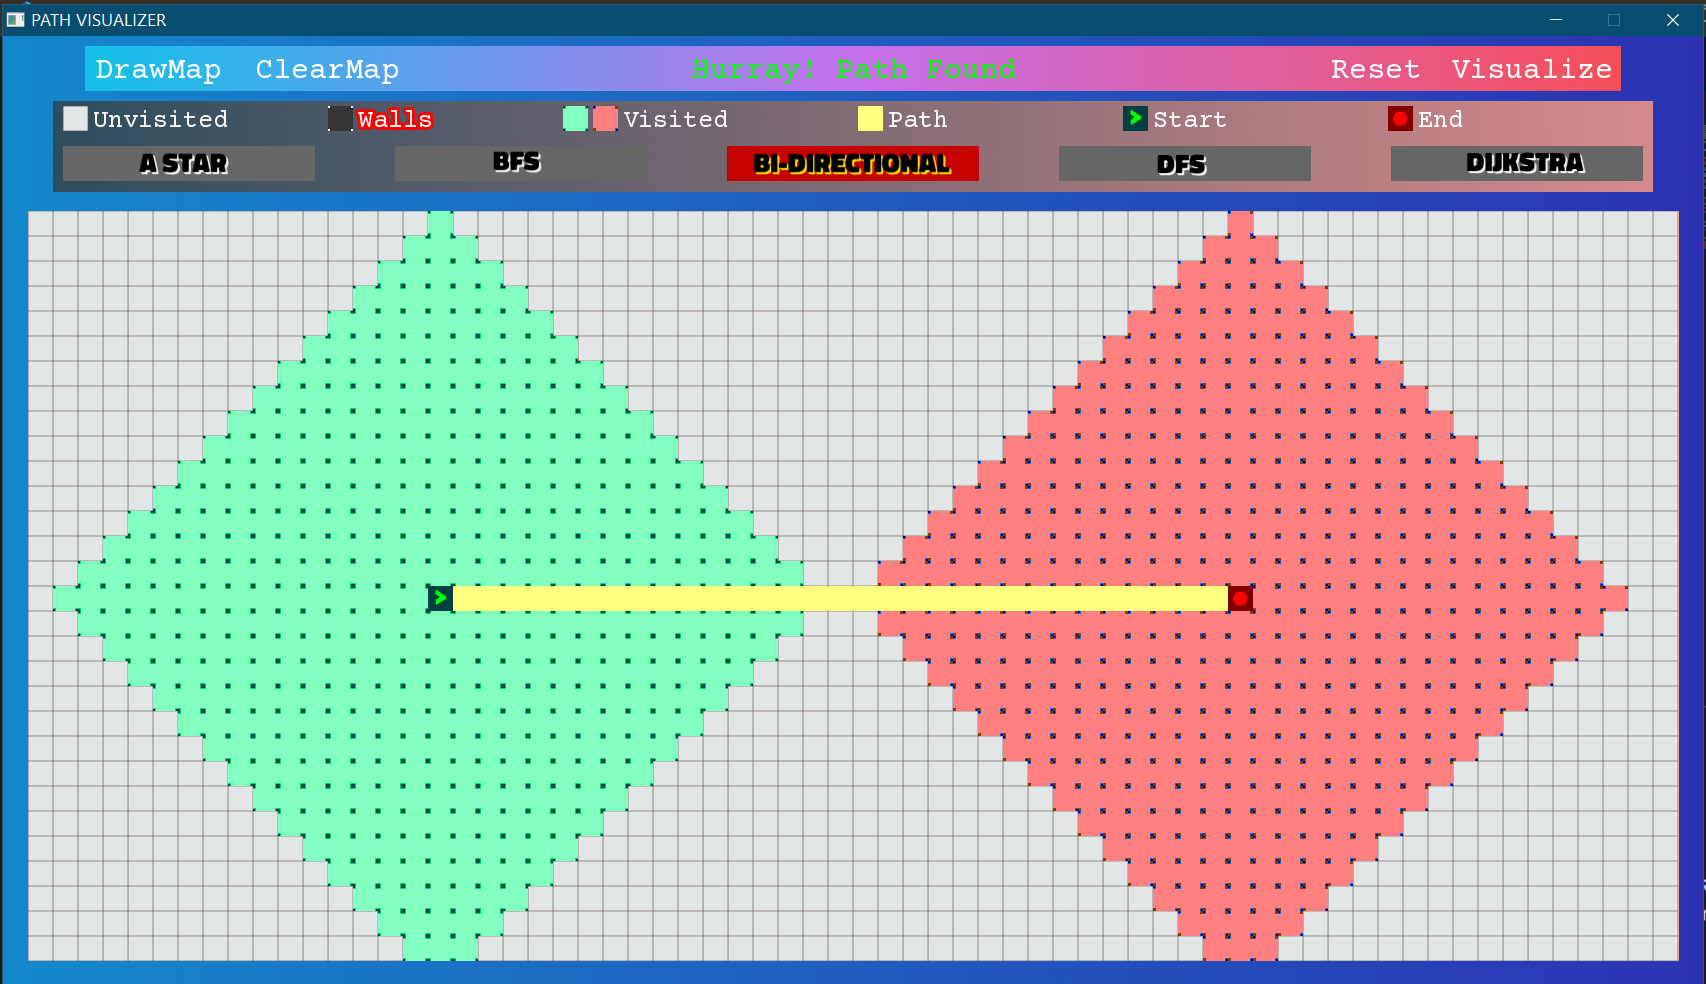 PATH VISUALIZER
DrawMap ClearMap Hurray! Path Found Reset Visualize
Unvisited Walls Visited Path Start End
A STAR BFS BI-DIRECTIONAL DFS DIJKSTRA